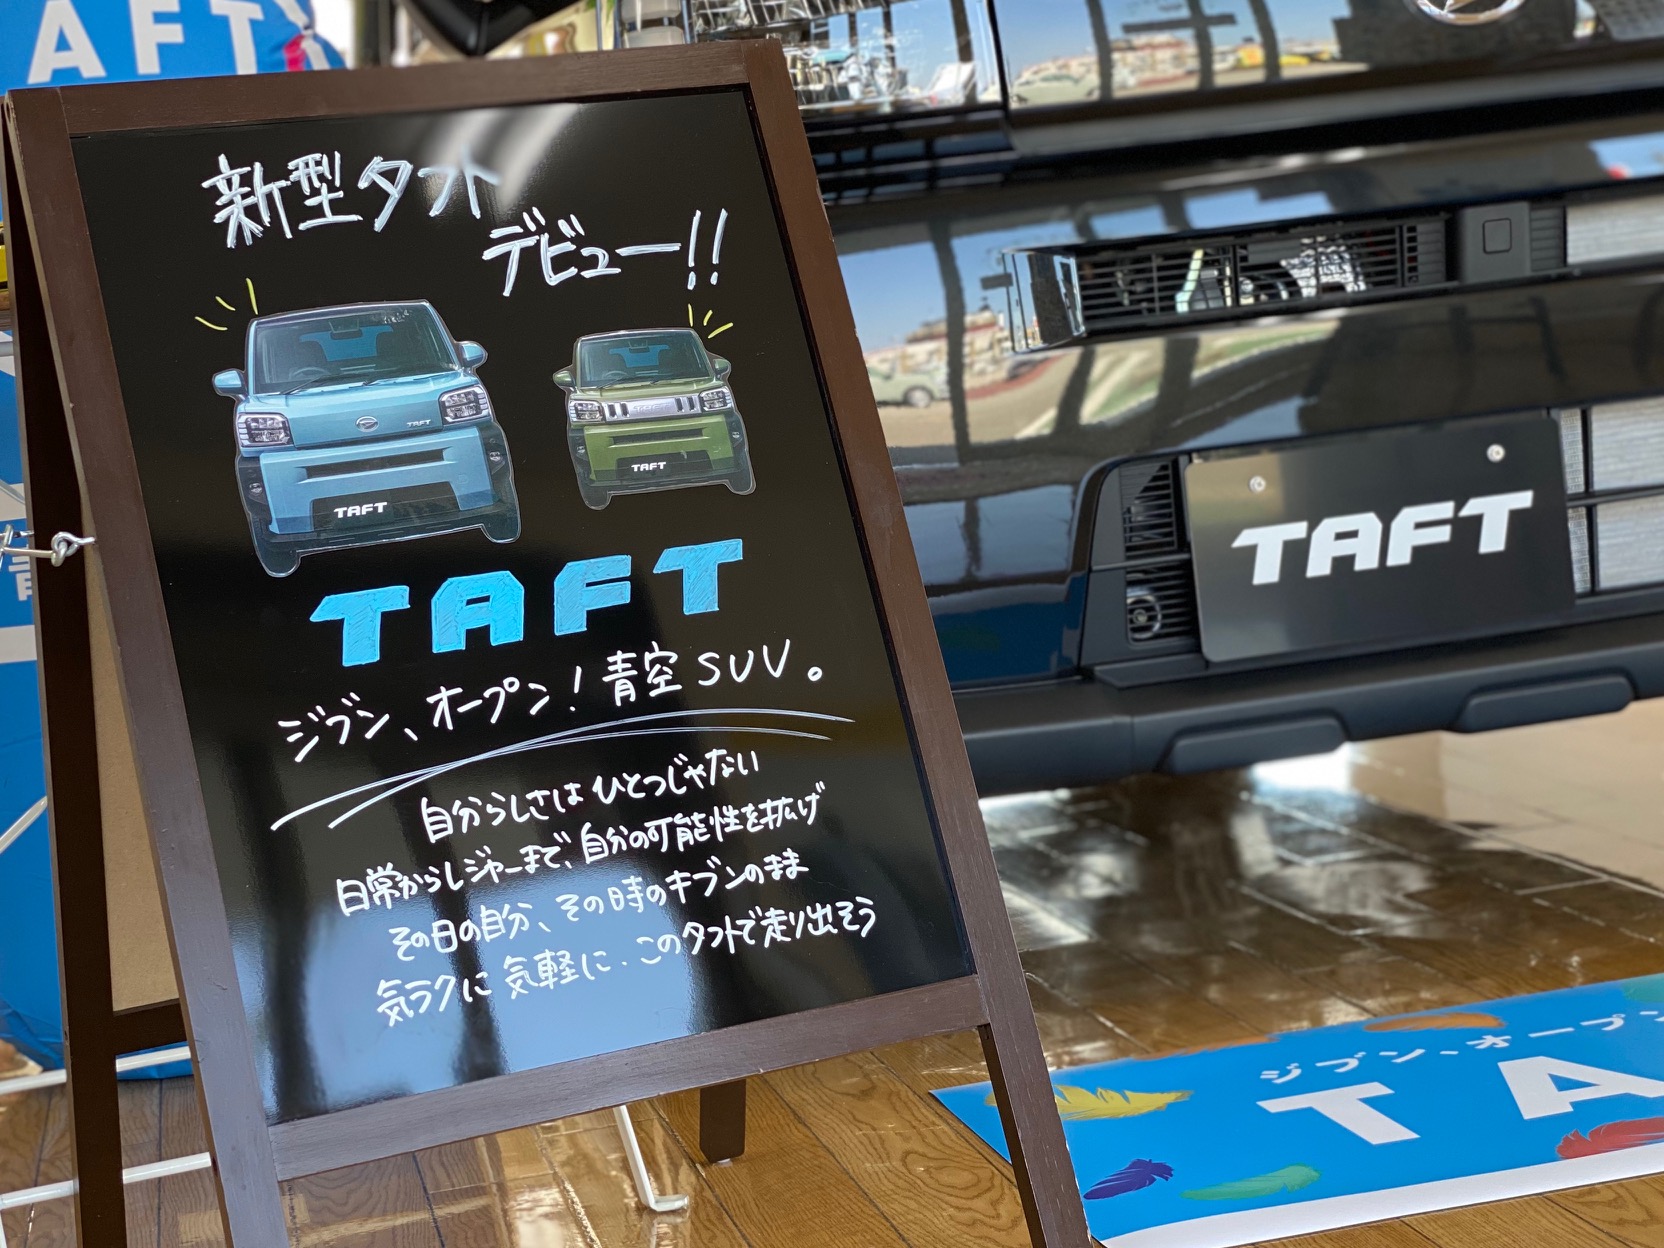 AFT
新型タフト
デビュー!!
TAFT
TAFT
TAFT
TAFT
ジブン、オープン！青空SUV。
自分らしさはひとつじゃない
日常からレジャーまで、自分の可能性を拡げ
その日の自分、その時のキブンのまま
気ラクに気軽に、このタフトで走り出そう
TAFT
青
ジブン、オープン
TA